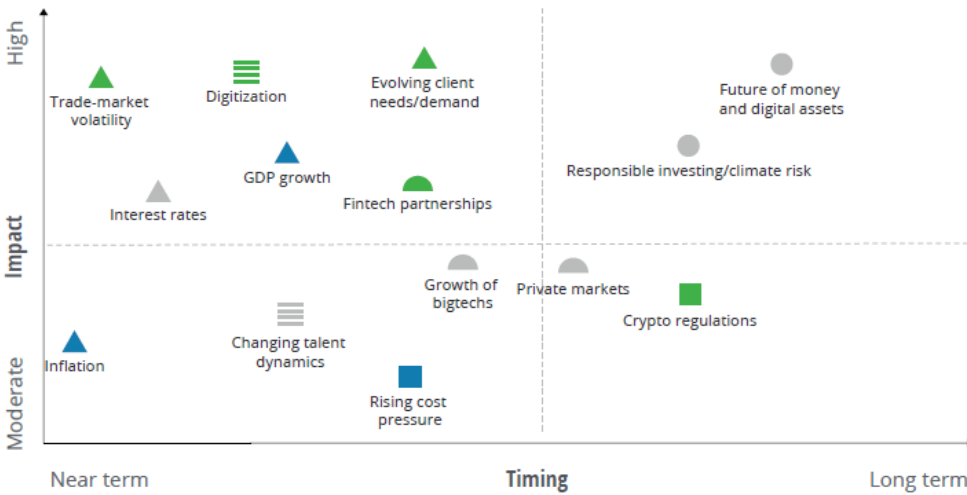 High
Trade-market
volatility
Digitization
Evolving client
needs/demand
Future of money
and digital assets
GDP growth
Responsible investing/climate risk
Interest rates
Fintech partnerships
Impact
Growth of
bigtechs
Private markets
Crypto regulations
Changing talent
dynamics
Inflation
Rising cost
pressure
Moderate
Near term
Timing
Long term